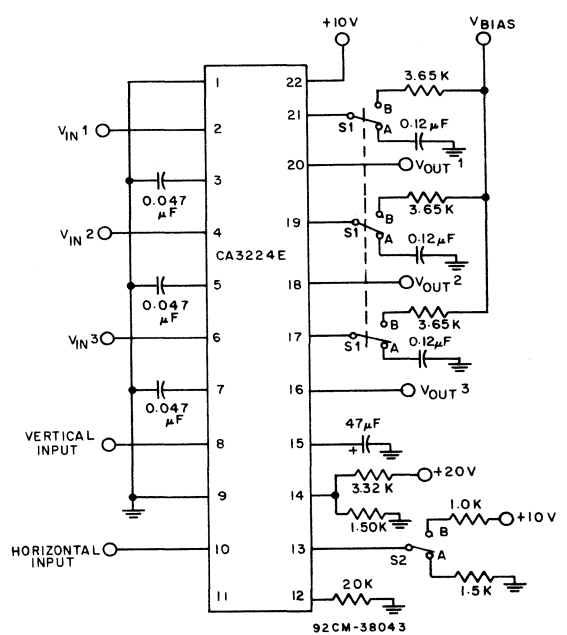 +10V
V BIAS
1
22
3.65K
21
B
S1
A
0.12µF
VIN 1
2
20
VOUT 1
3
0.047
µF
3.65K
B
19
S1
A
0.12µF
VIN 2
4
CA3224E
18
VOUT 2
5
0.047
µF
B
3.65K
17
S1
A
0.12µF
VIN 3
6
7
0.047
µF
16
VOUT 3
VERTICAL
INPUT
8
15
47µF
+
3.32K
+20V
9
14
1.50K
1.0K
+10V
B
HORIZONTAL
INPUT
10
13
S2
A
1.5K
11
12
20K
92CM-38043